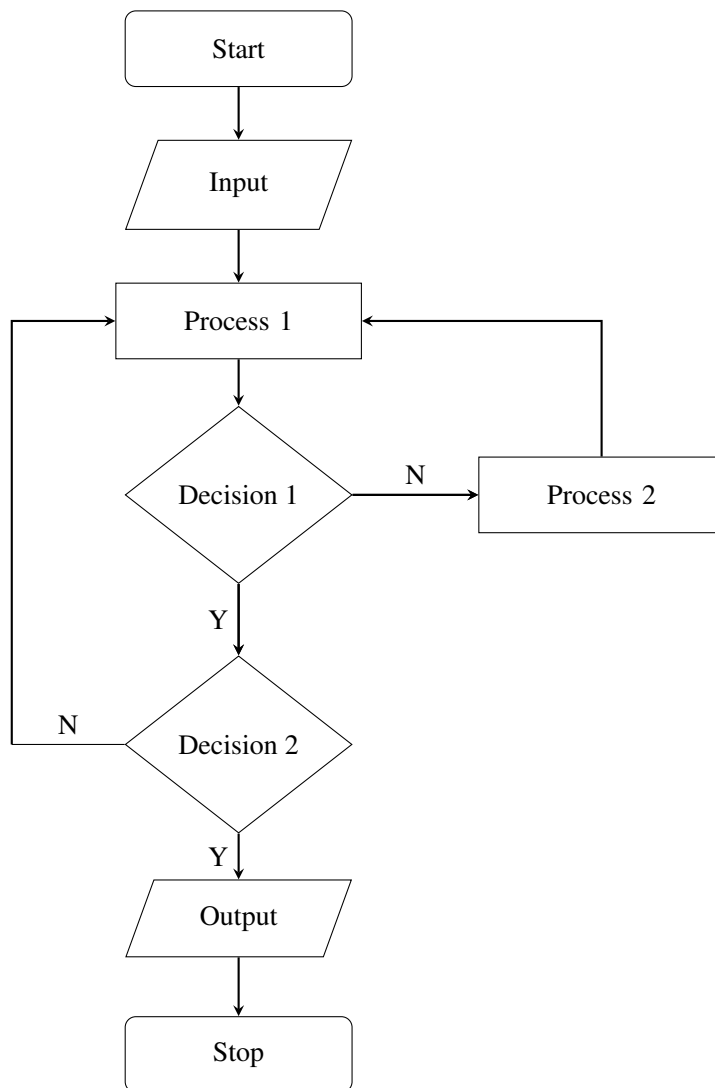 Start
Input
Process 1
Decision 1
N
Process 2
Y
Decision 2
N
Y
Output
Stop